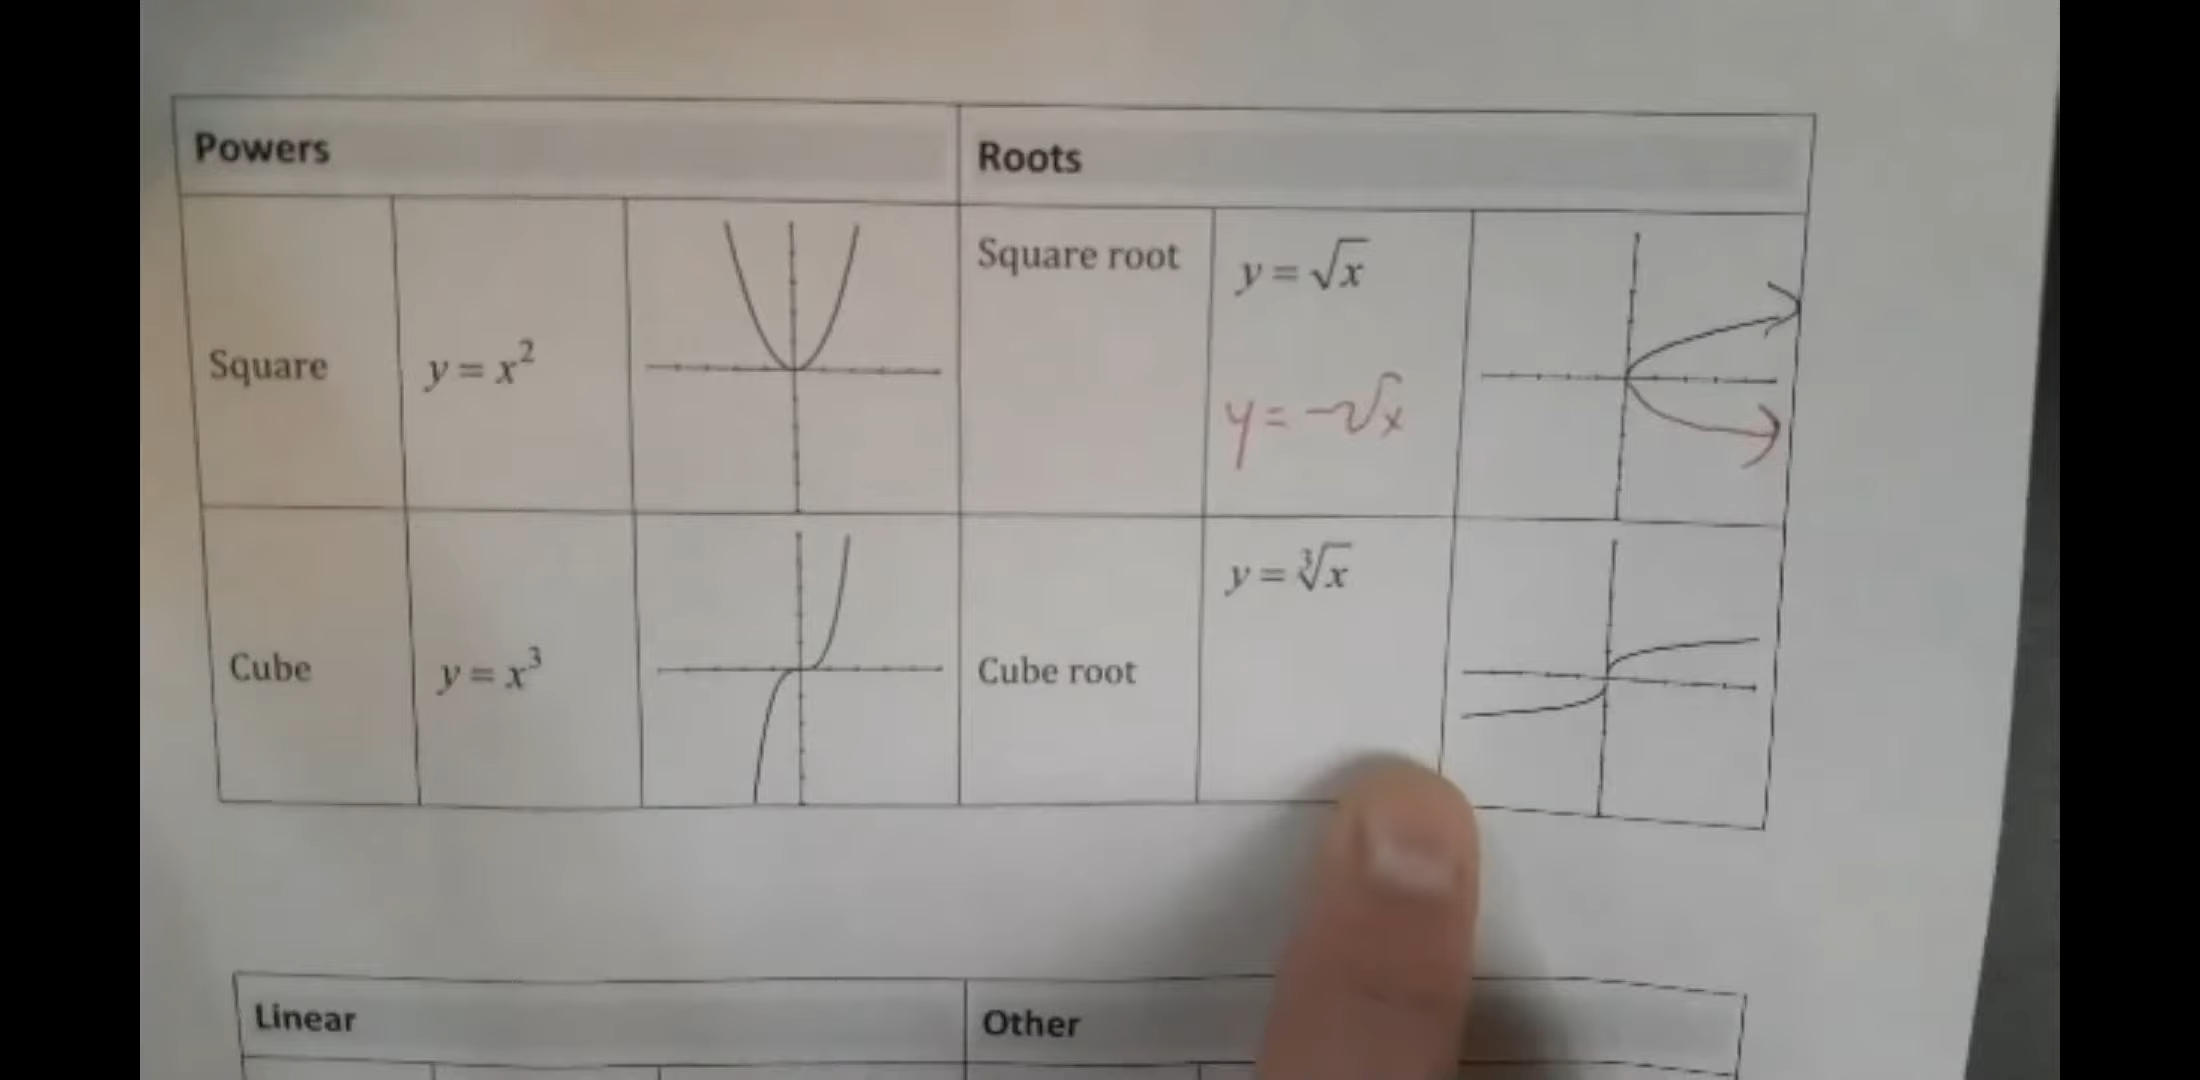 Powers
Roots
Square
y = x²
Square root
y = √x
y = -√x
Cube
y = x³
Cube root
y = ∛x
Linear
Other